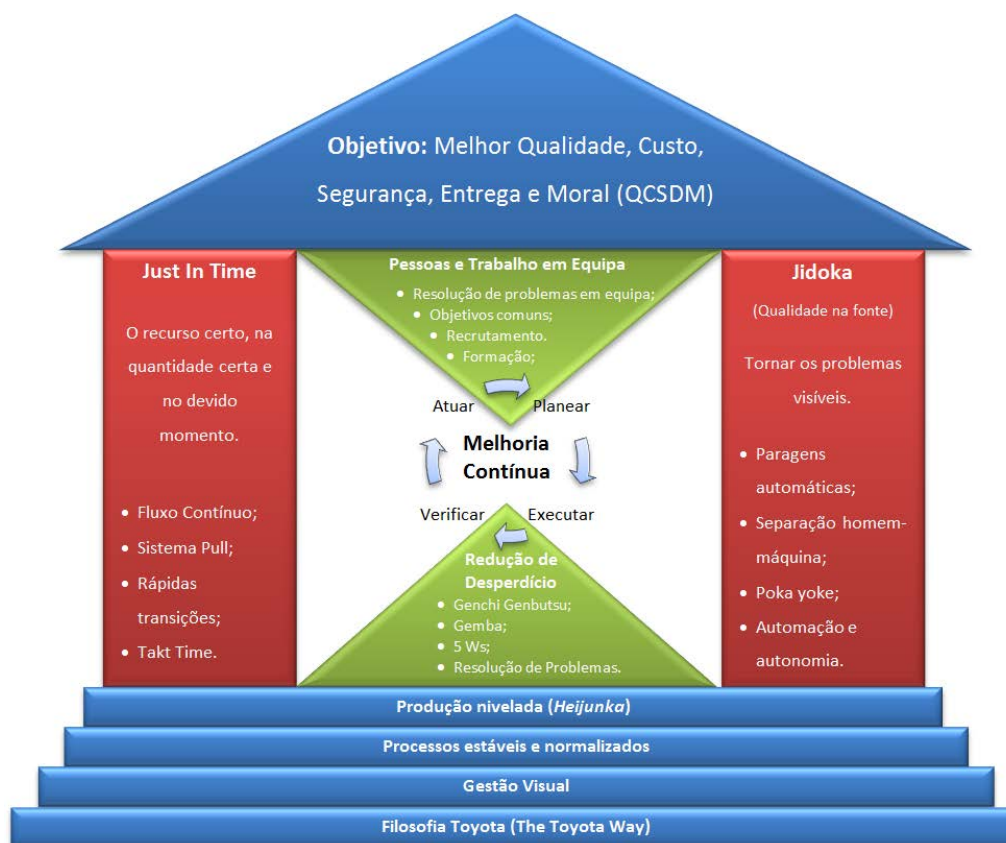 Objetivo: Melhor Qualidade, Custo,
Segurança, Entrega e Moral (QCSDM)
Just In Time
O recurso certo, na
quantidade certa e
no devido
momento.
• Fluxo Contínuo;
• Sistema Pull;
• Rápidas
transições;
• Takt Time.
Pessoas e Trabalho em Equipa
• Resolução de problemas em equipa;
• Objetivos comuns;
• Recrutamento.
• Formação;
Atuar
Planear
Melhoria
Contínua
Verificar
Executar
Redução de
Desperdício
• Genchi Genbutsu;
• Gemba;
• 5 Ws;
• Resolução de Problemas.
Jidoka
(Qualidade na fonte)
Tornar os problemas
visíveis.
• Paragens
automáticas;
• Separação homem-
máquina;
• Poka yoke;
• Automação e
autonomia.
Produção nivelada (Heijunka)
Processos estáveis e normalizados
Gestão Visual
Filosofia Toyota (The Toyota Way)